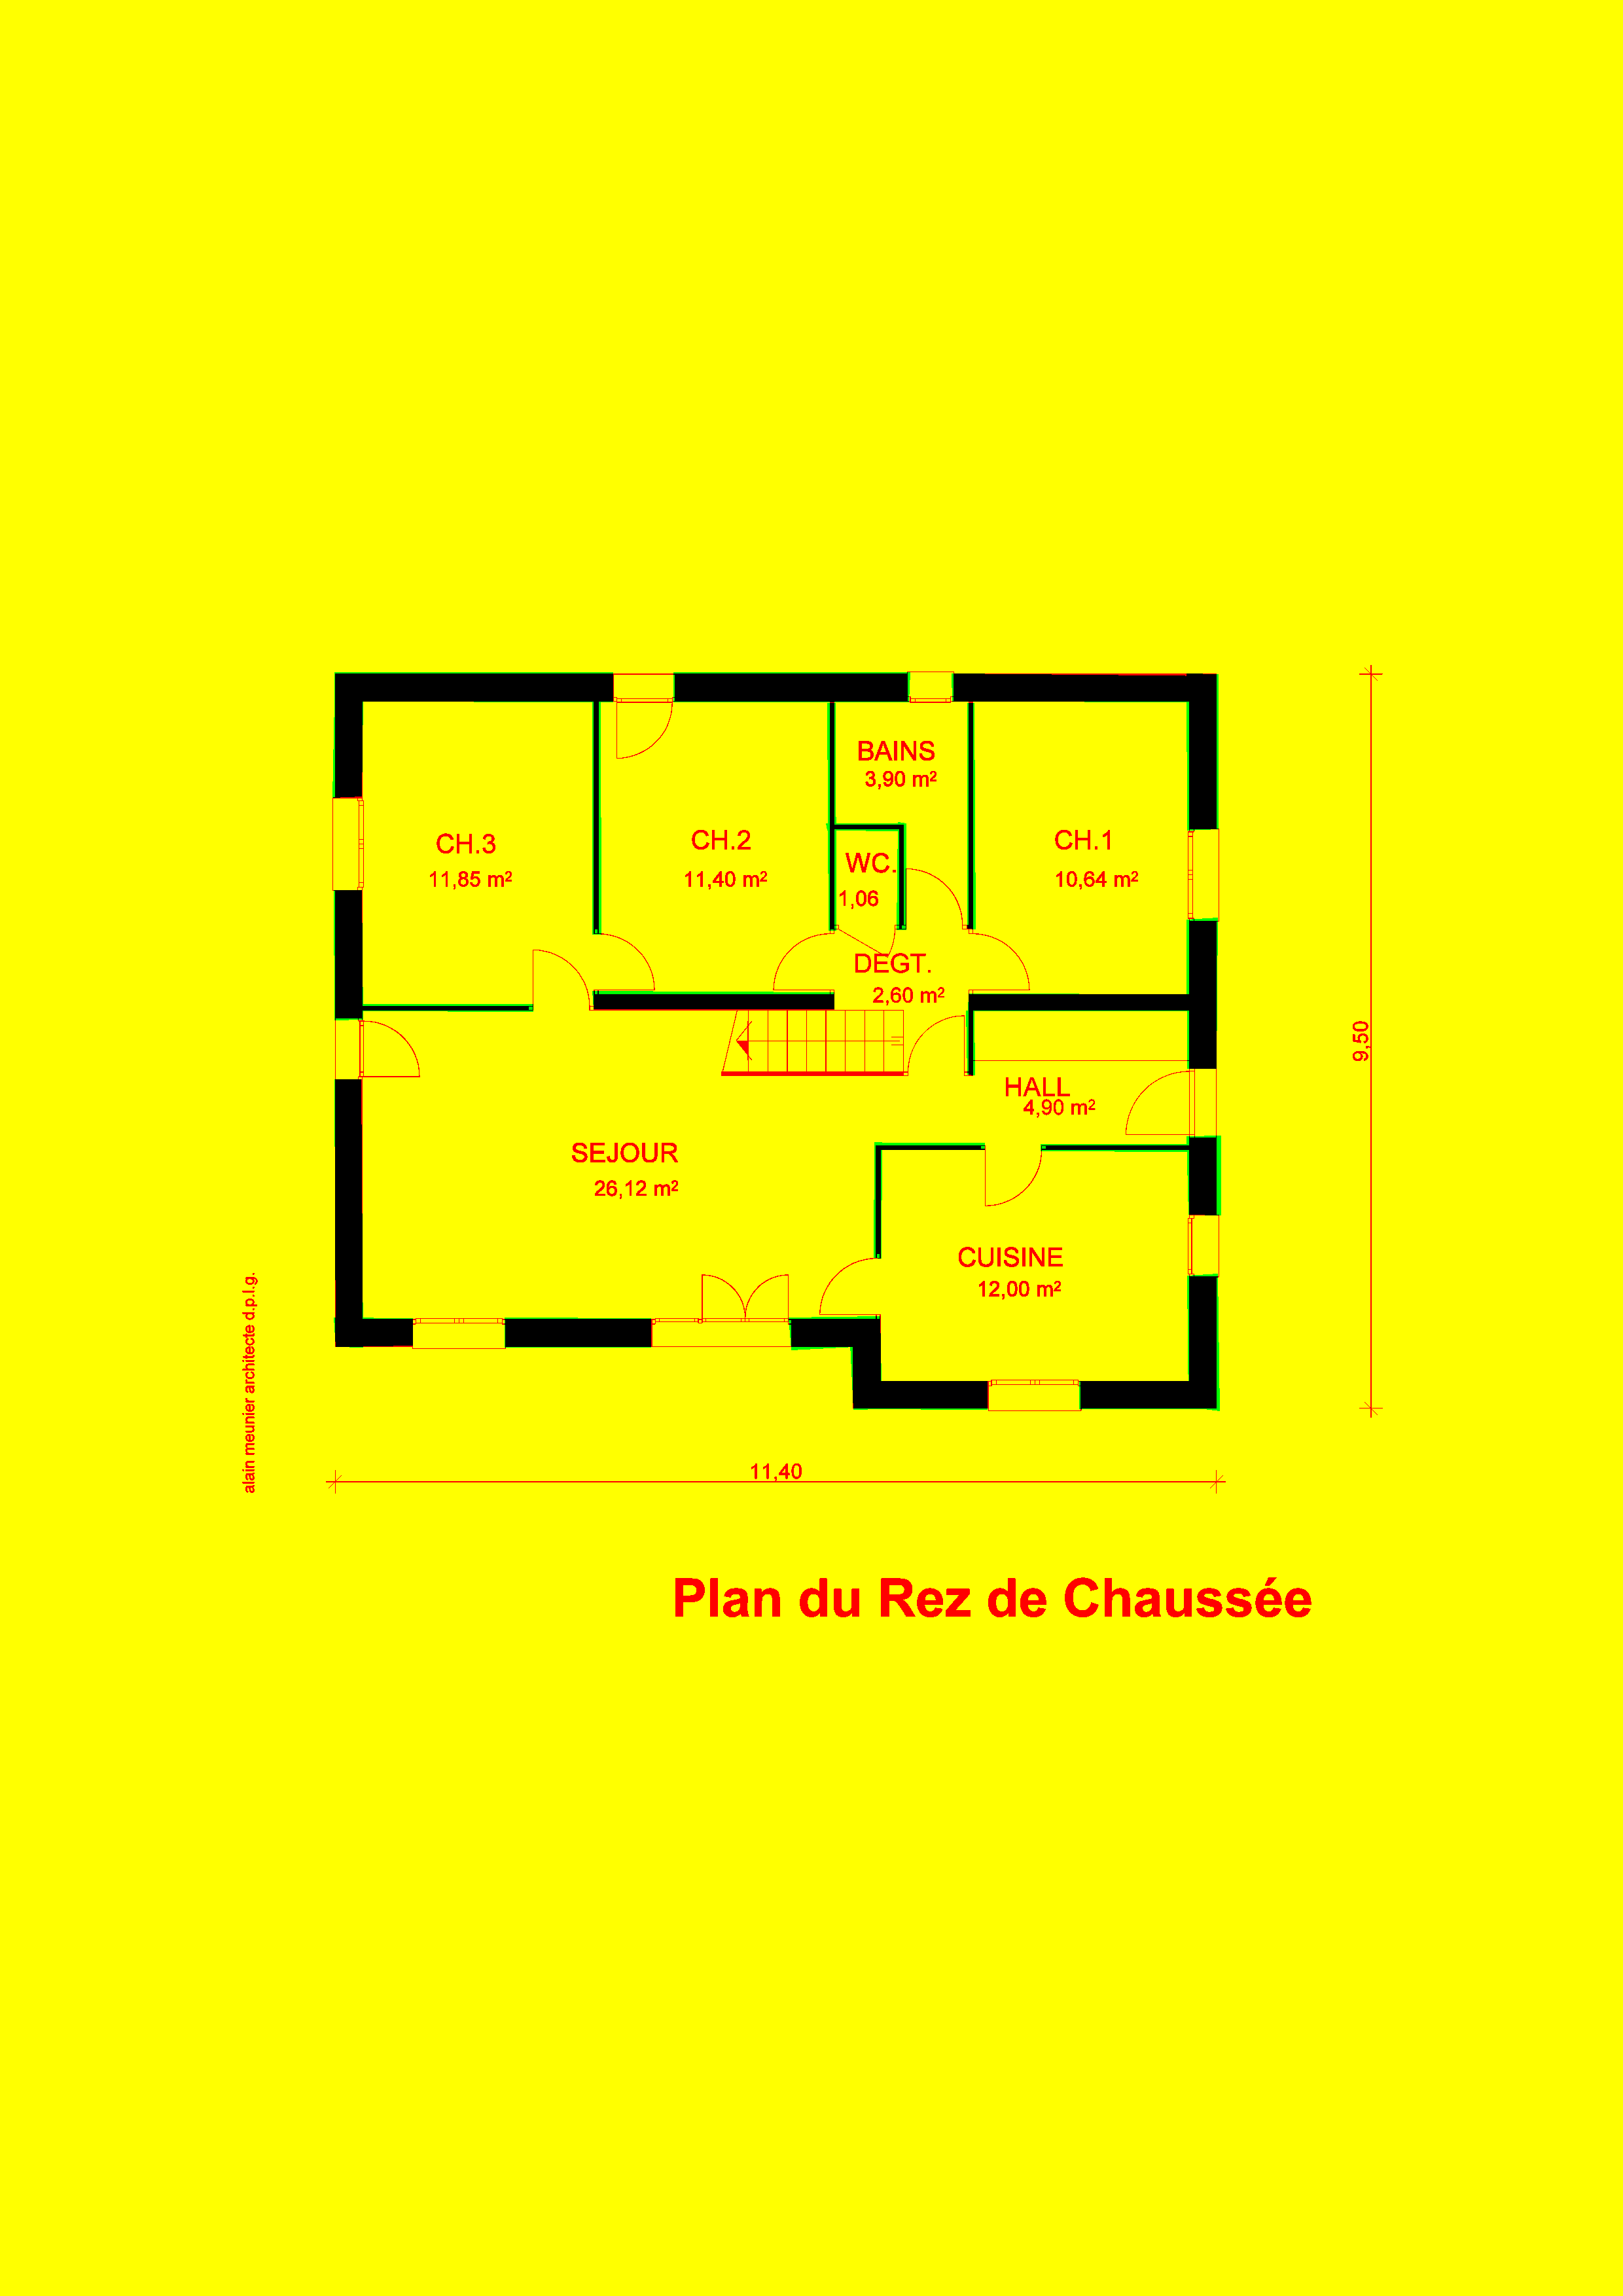 BAINS
3,90 m²
CH.3
11,85 m²
CH.2
11,40 m²
WC.
1,06
CH.1
10,64 m²
DEGT.
2,60 m²
9,50
HALL
4,90 m²
SEJOUR
26,12 m²
CUISINE
12,00 m²
alain meunier architecte d.p.l.g.
11,40
Plan du Rez de Chaussée